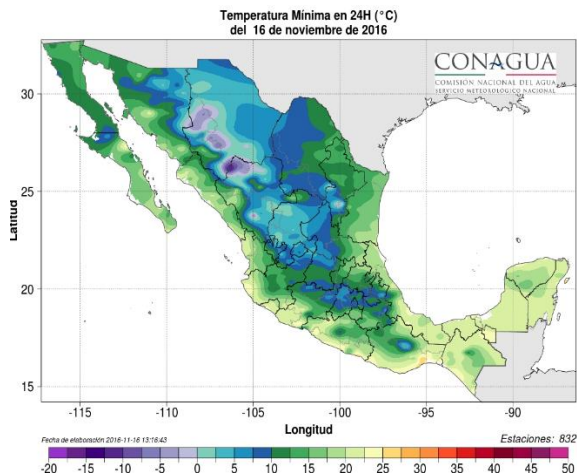 Temperatura Mínima en 24H (°C)
del 16 de noviembre de 2016
CONAGUA
COMISIÓN NACIONAL DEL AGUA
SERVICIO METEOROLÓGICO NACIONAL
Latitud
30
25
20
15
-115 -110 -105 -100 -95 -90
Longitud
Fecha de elaboración 2016-11-16 13:16:43
Estaciones: 832
-20 -15 -10 -5 0 5 10 15 20 25 30 35 40 45 50